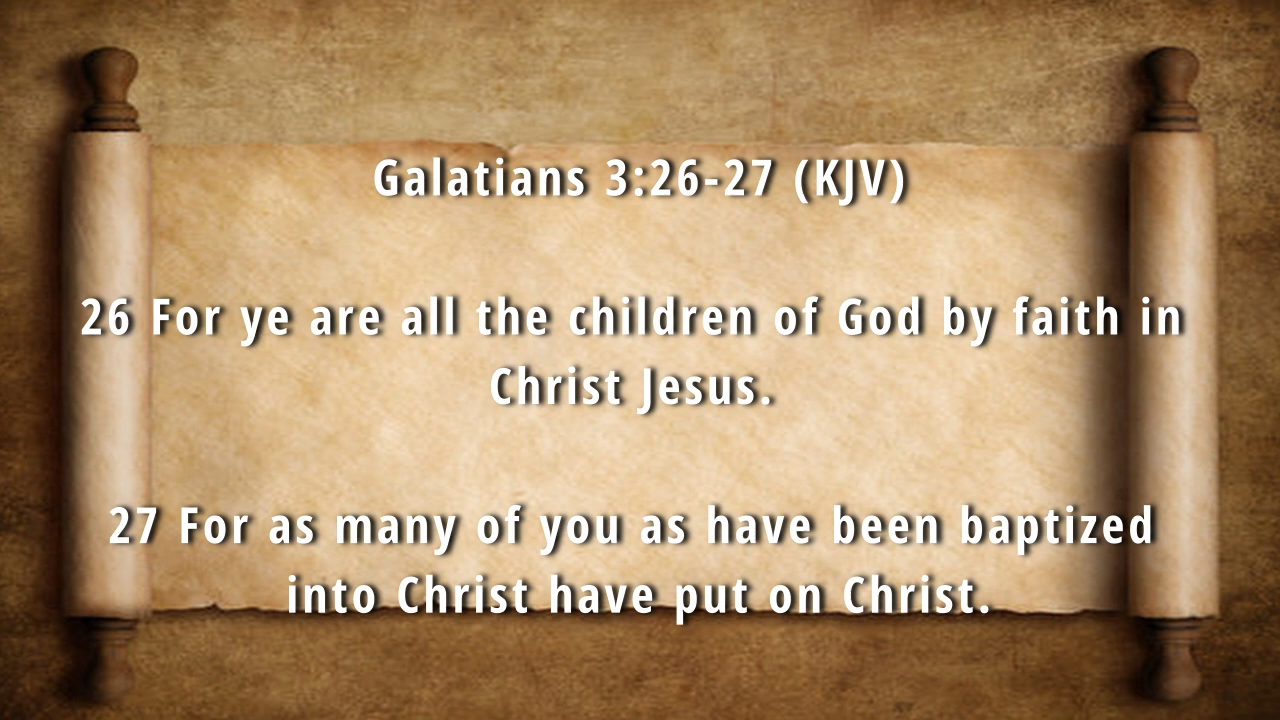 Galatians 3:26-27 (KJV)
26 For ye are all the children of God by faith in
Christ Jesus.
27 For as many of you as have been baptized
into Christ have put on Christ.